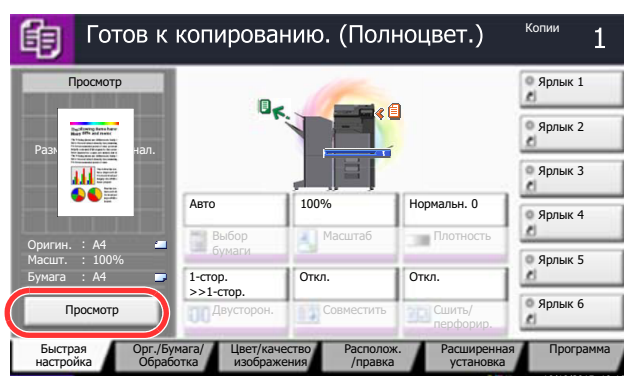 Готов к копированию. (Полноцвет.)
Копии
1
Просмотр
Оригин. : A4
Масшт. : 100%
Бумага : A4
Просмотр
Авто
Выбор
бумаги
100%
Масштаб
Нормальн. 0
Плотность
1-стор.
>>1-стор.
Двусторон.
Откл.
Совместить
Откл.
Сшить/
перфорир.
1
Ярлык 1
Ярлык 2
Ярлык 3
Ярлык 4
Ярлык 5
Ярлык 6
Быстрая
настройка
Орг./Бумага/
Обработка
Цвет/качество
изображения
Располож.
/правка
Расширенная
установка
Программа